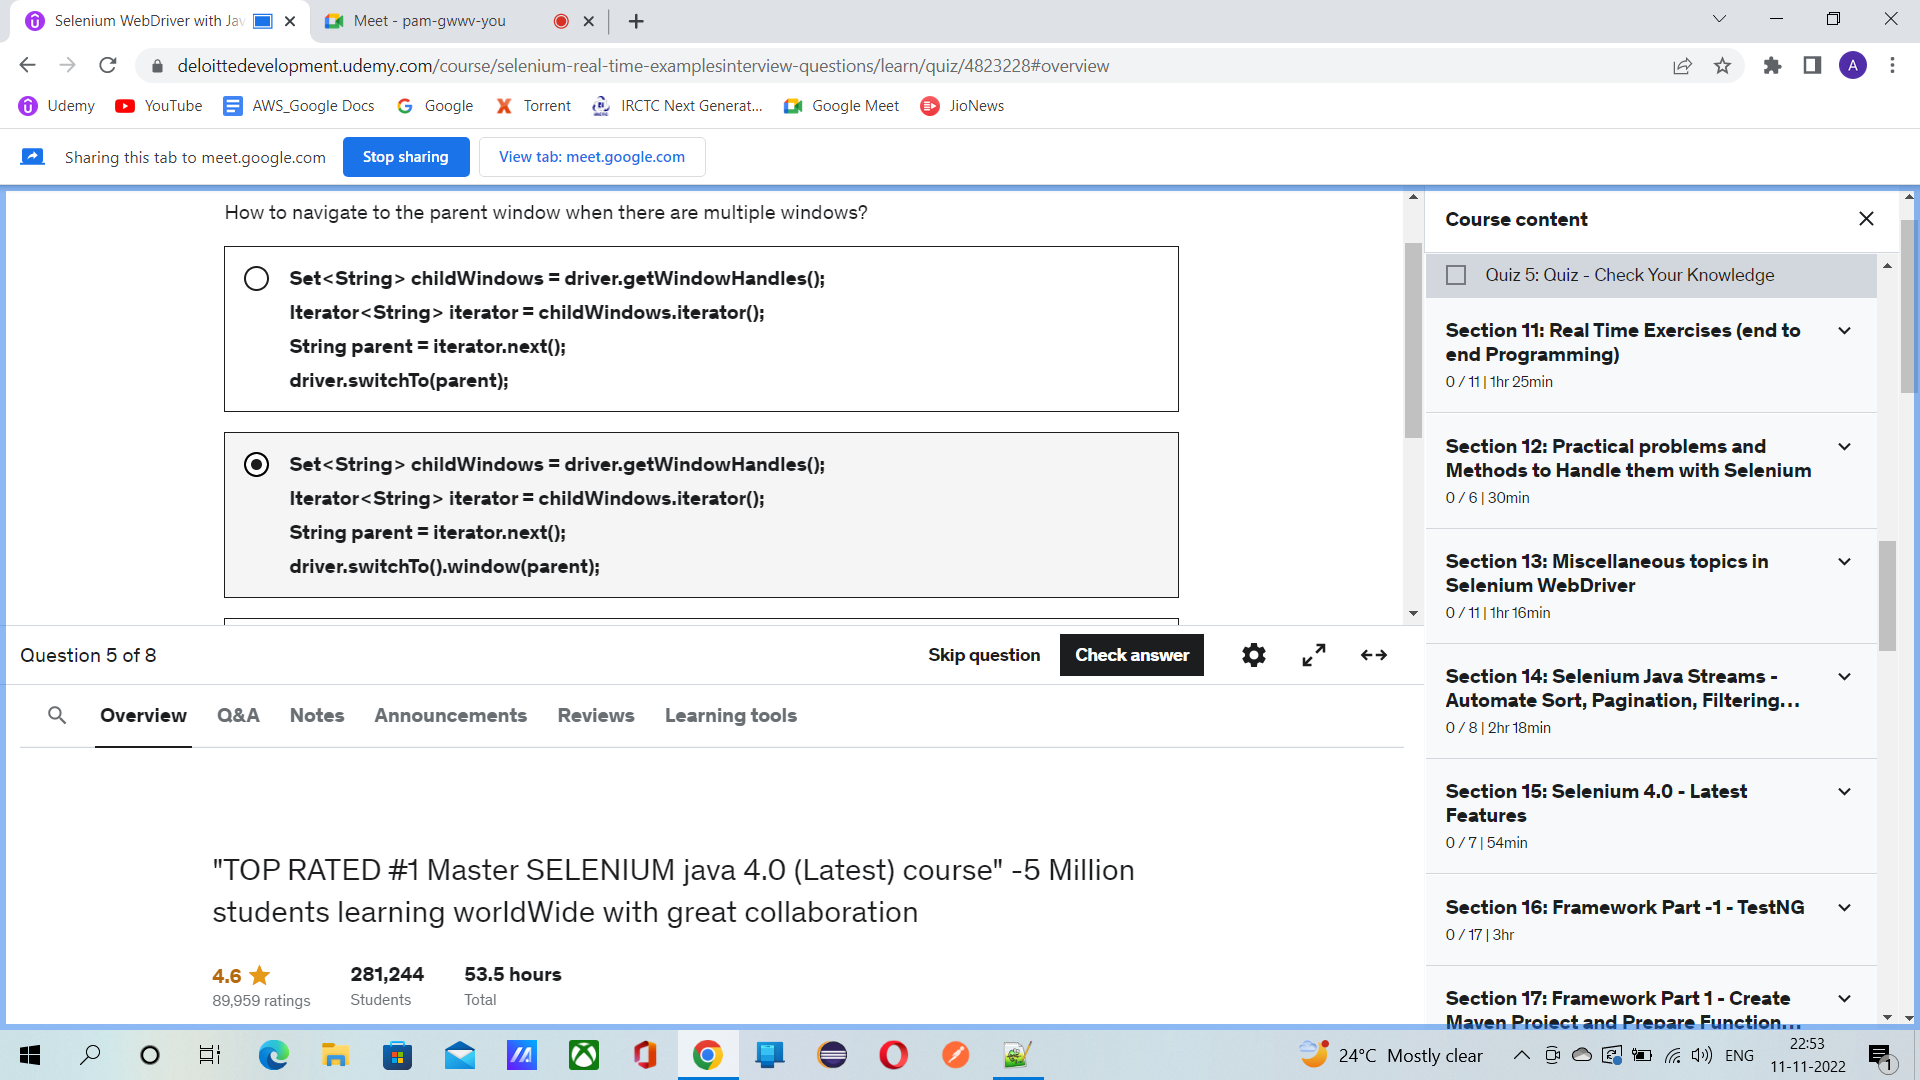 Selenium WebDriver with Jav
Meet - pam-gwwv-you
deloittedevelopment.udemy.com/course/selenium-real-time-examplesinterview-questions/learn/quiz/4823228#overview
A
Udemy
YouTube
AWS_Google Docs
Google
Torrent
IRCTC Next Generat...
Google Meet
JioNews
Sharing this tab to meet.google.com
Stop sharing
View tab: meet.google.com
How to navigate to the parent window when there are multiple windows?
Set<String> childWindows = driver.getWindowHandles();
Iterator<String> iterator = childWindows.iterator();
String parent = iterator.next();
driver.switchTo(parent);
Set<String> childWindows = driver.getWindowHandles();
Iterator<String> iterator = childWindows.iterator();
String parent = iterator.next();
driver.switchTo().window(parent);
Question 5 of 8
Skip question
Check answer
Overview
Q&A
Notes
Announcements
Reviews
Learning tools
"TOP RATED #1 Master SELENIUM java 4.0 (Latest) course" -5 Million
students learning worldWide with great collaboration
4.6
281,244
53.5 hours
89,959 ratings
Students
Total
Course content
Quiz 5: Quiz - Check Your Knowledge
Section 11: Real Time Exercises (end to
end Programming)
0 / 11 | 1hr 25min
Section 12: Practical problems and
Methods to Handle them with Selenium
0 / 6 | 30min
Section 13: Miscellaneous topics in
Selenium WebDriver
0 / 11 | 1hr 16min
Section 14: Selenium Java Streams -
Automate Sort, Pagination, Filtering...
0 / 8 | 2hr 18min
Section 15: Selenium 4.0 - Latest
Features
0 / 7 | 54min
Section 16: Framework Part -1 - TestNG
0 / 17 | 3hr
Section 17: Framework Part 1 - Create
Maven Project and Prepare Function...
24°C Mostly clear
ENG
22:53
11-11-2022
1